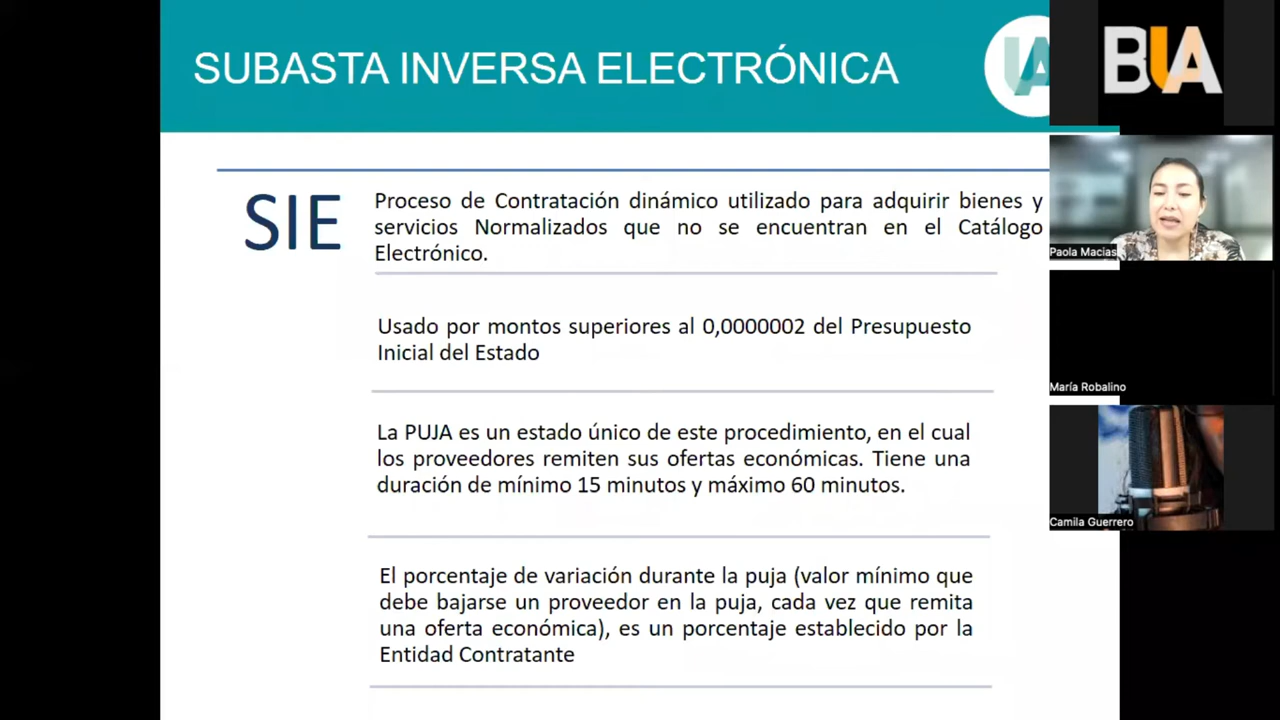 SUBASTA INVERSA ELECTRÓNICA
UA
BUA
SIE
Proceso de Contratación dinámico utilizado para adquirir bienes y
servicios Normalizados que no se encuentran en el Catálogo
Electrónico.
Usado por montos superiores al 0,0000002 del Presupuesto
Inicial del Estado
La PUJA es un estado único de este procedimiento, en el cual
los proveedores remiten sus ofertas económicas. Tiene una
duración de mínimo 15 minutos y máximo 60 minutos.
El porcentaje de variación durante la puja (valor mínimo que
debe bajarse un proveedor en la puja, cada vez que remita
una oferta económica), es un porcentaje establecido por la
Entidad Contratante
Paola Macias
María Robalino
Camila Guerrero